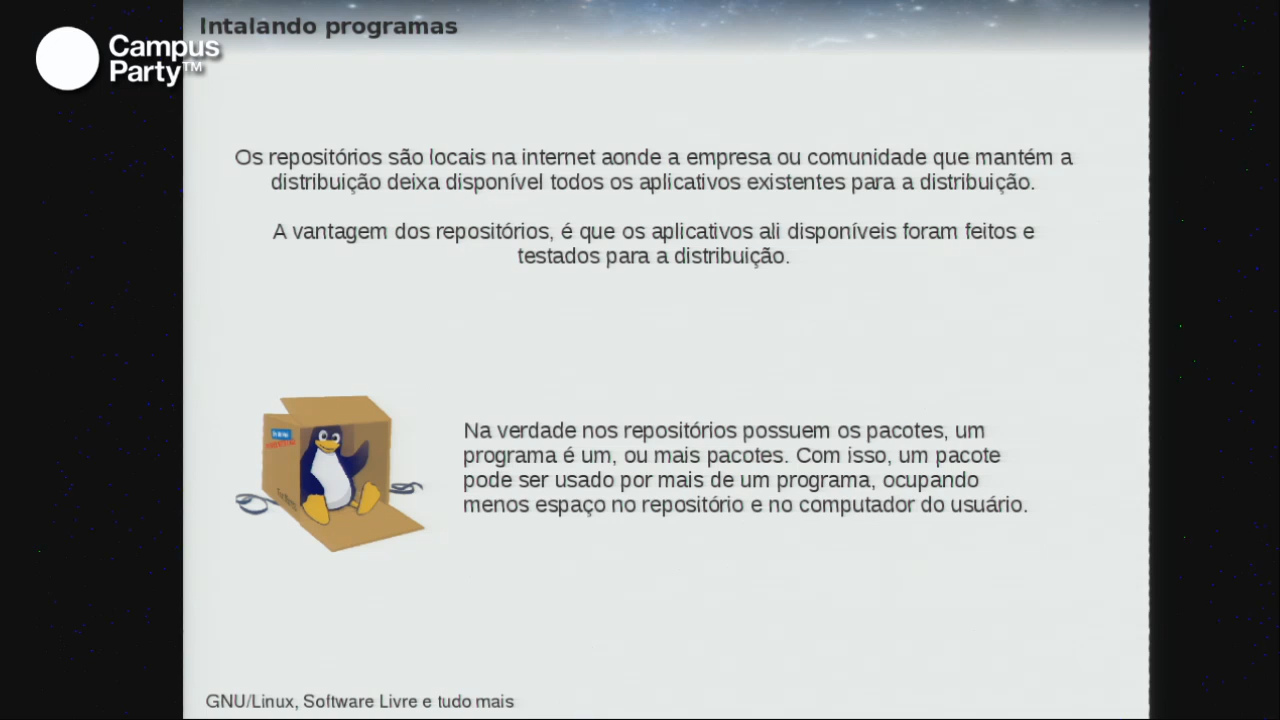 Intalando programas
Campus
Party™
Os repositórios são locais na internet aonde a empresa ou comunidade que mantém a
distribuição deixa disponível todos os aplicativos existentes para a distribuição.
A vantagem dos repositórios, é que os aplicativos ali disponíveis foram feitos e
testados para a distribuição.
Na verdade nos repositórios possuem os pacotes, um
programa é um, ou mais pacotes. Com isso, um pacote
pode ser usado por mais de um programa, ocupando
menos espaço no repositório e no computador do usuário.
GNU/Linux, Software Livre e tudo mais